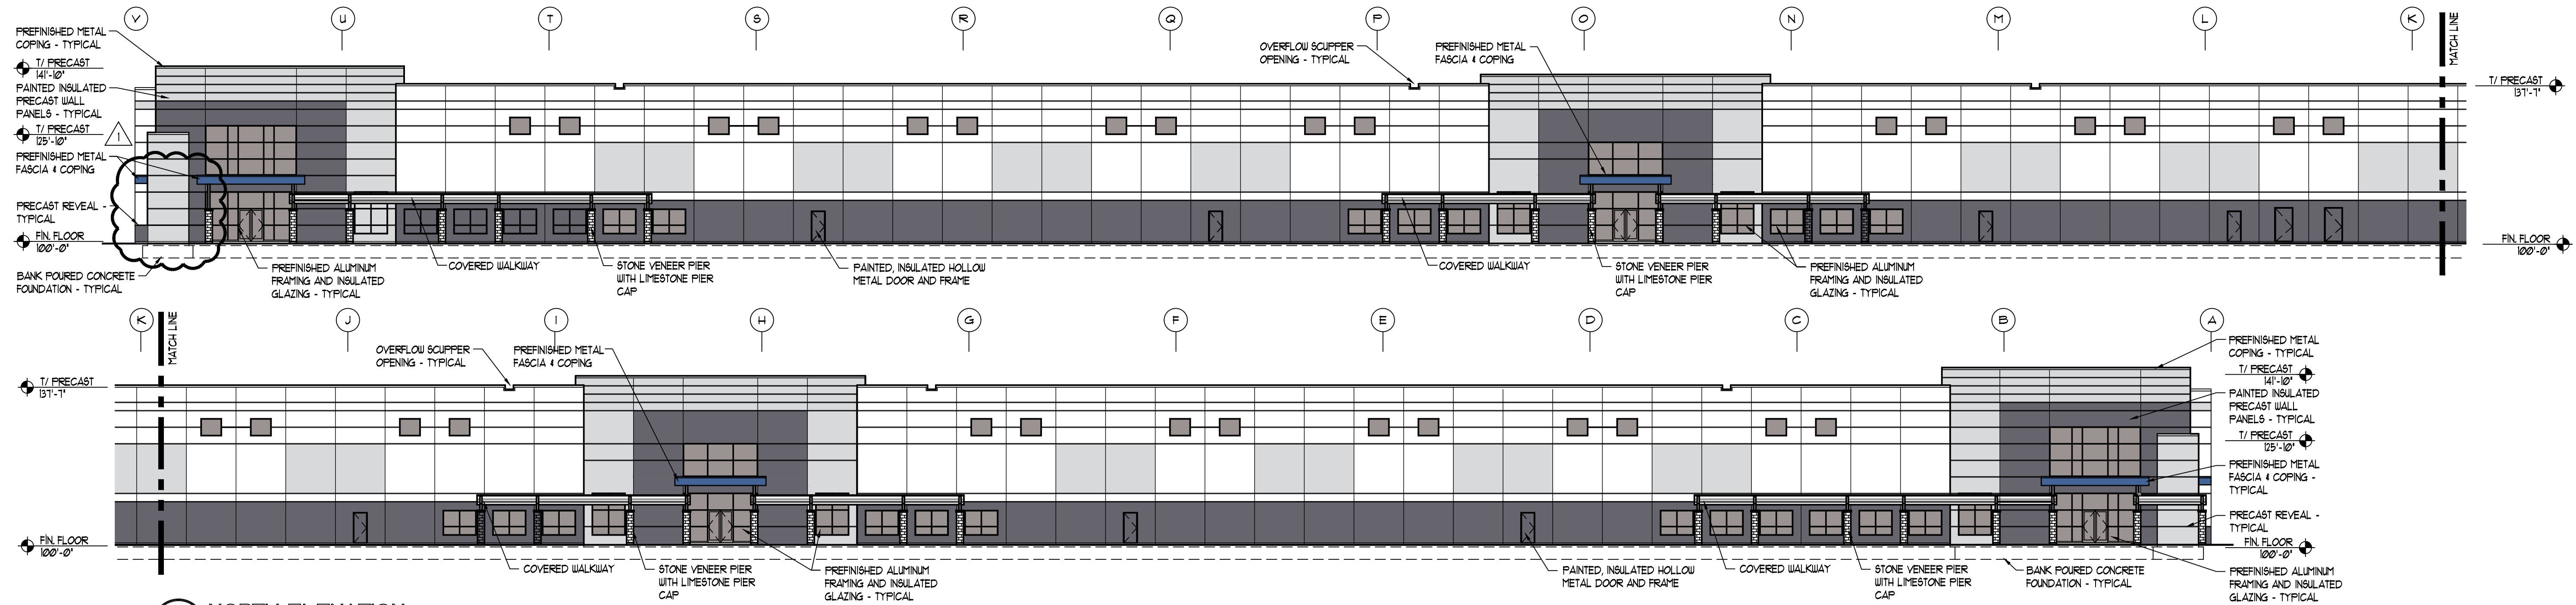 V U T S R Q P O N M L K
MATCH LINE
PREFINISHED METAL
COPING - TYPICAL
T/ PRECAST
141'-10"
PAINTED INSULATED
PRECAST WALL
PANELS - TYPICAL
T/ PRECAST
125'-10"
1
PREFINISHED METAL
FASCIA & COPING
PRECAST REVEAL -
TYPICAL
FIN. FLOOR
100'-0"
BANK POURED CONCRETE
FOUNDATION - TYPICAL
PREFINISHED ALUMINUM
FRAMING AND INSULATED
GLAZING - TYPICAL
COVERED WALKWAY
STONE VENEER PIER
WITH LIMESTONE PIER
CAP
PAINTED, INSULATED HOLLOW
METAL DOOR AND FRAME
OVERFLOW SCUPPER
OPENING - TYPICAL
PREFINISHED METAL
FASCIA & COPING
COVERED WALKWAY
STONE VENEER PIER
WITH LIMESTONE PIER
CAP
PREFINISHED ALUMINUM
FRAMING AND INSULATED
GLAZING - TYPICAL
T/ PRECAST
137'-7"
FIN. FLOOR
100'-0"
K J I H G F E D C B A
MATCH LINE
T/ PRECAST
137'-7"
FIN. FLOOR
100'-0"
OVERFLOW SCUPPER
OPENING - TYPICAL
PREFINISHED METAL
FASCIA & COPING
COVERED WALKWAY
STONE VENEER PIER
WITH LIMESTONE PIER
CAP
PREFINISHED ALUMINUM
FRAMING AND INSULATED
GLAZING - TYPICAL
PAINTED, INSULATED HOLLOW
METAL DOOR AND FRAME
COVERED WALKWAY
STONE VENEER PIER
WITH LIMESTONE PIER
CAP
BANK POURED CONCRETE
FOUNDATION - TYPICAL
PREFINISHED METAL
COPING - TYPICAL
T/ PRECAST
141'-10"
PAINTED INSULATED
PRECAST WALL
PANELS - TYPICAL
T/ PRECAST
125'-10"
PREFINISHED METAL
FASCIA & COPING -
TYPICAL
PRECAST REVEAL -
TYPICAL
FIN. FLOOR
100'-0"
PREFINISHED ALUMINUM
FRAMING AND INSULATED
GLAZING - TYPICAL
NORTH ELEVATION